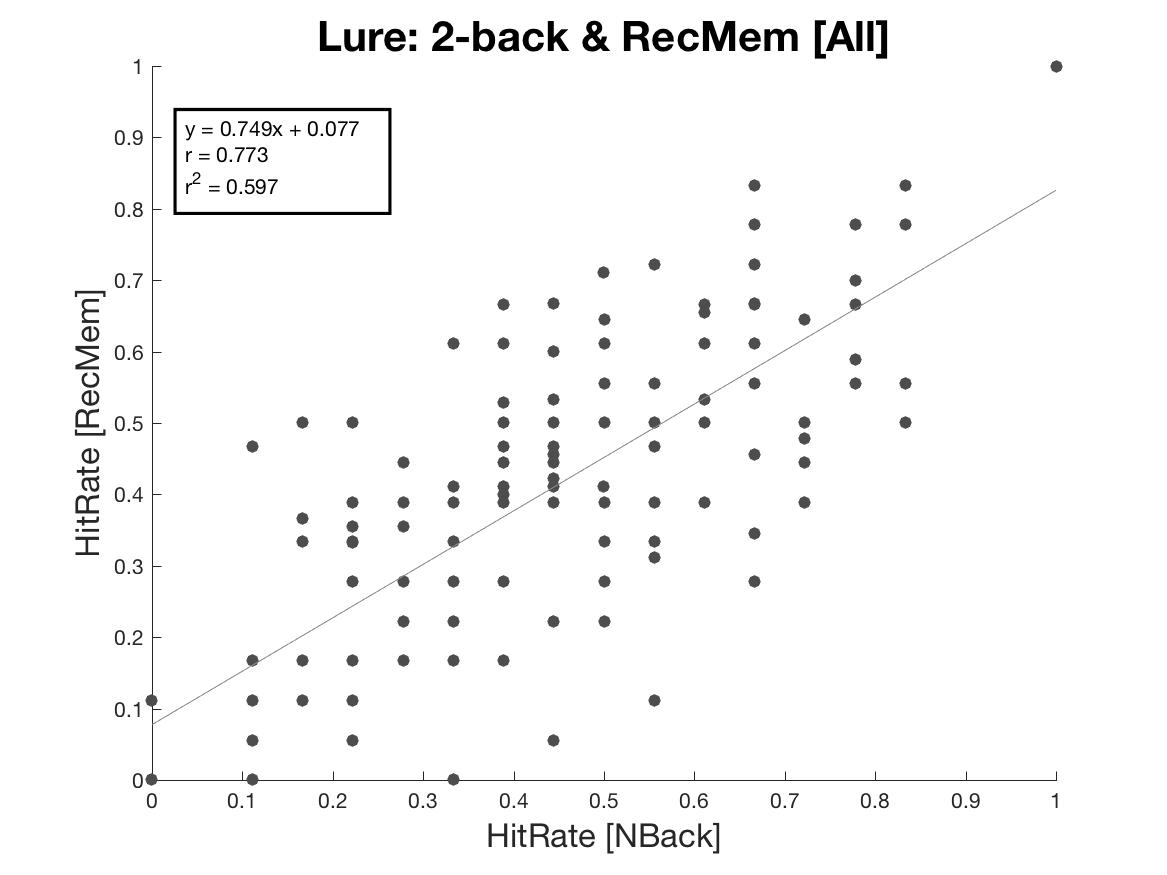 Lure: 2-back & RecMem [All]
y = 0.749x + 0.077
r = 0.773
r² = 0.597
HitRate [RecMem]
1
0.9
0.8
0.7
0.6
0.5
0.4
0.3
0.2
0.1
0
0 0.1 0.2 0.3 0.4 0.5 0.6 0.7 0.8 0.9 1
HitRate [NBack]